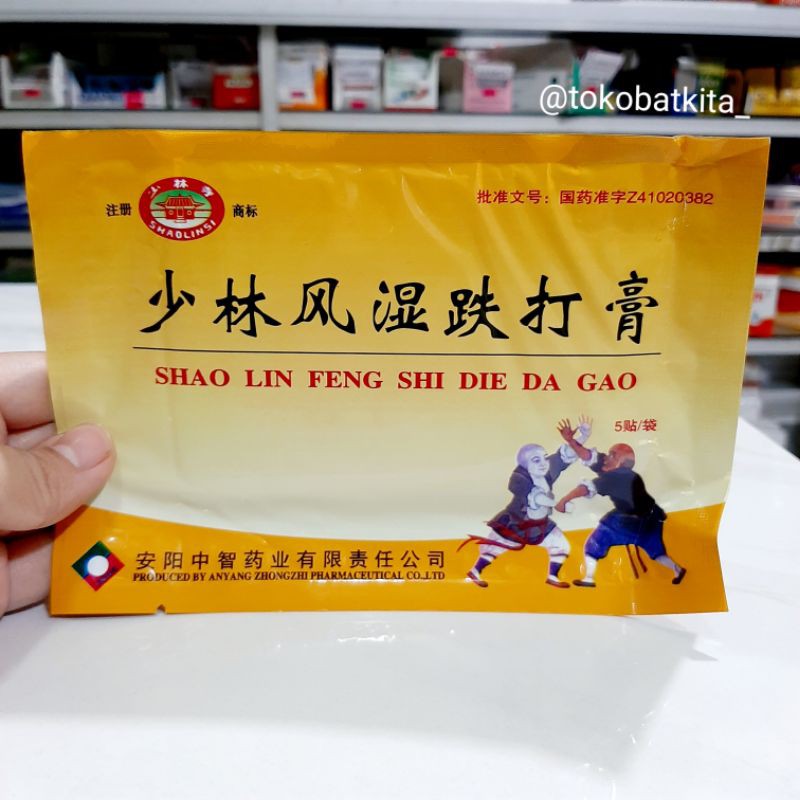 @tokobatkita_
注册
少林寺
SHAOLINSI
商标
批准文号：国药准字Z41020382
少林风湿跌打膏
SHAO LIN FENG SHI DIE DA GAO
5贴/袋
安阳中智药业有限责任公司
PRODUCED BY ANYANG ZHONGZHI PHARMACEUTICAL CO.,LTD